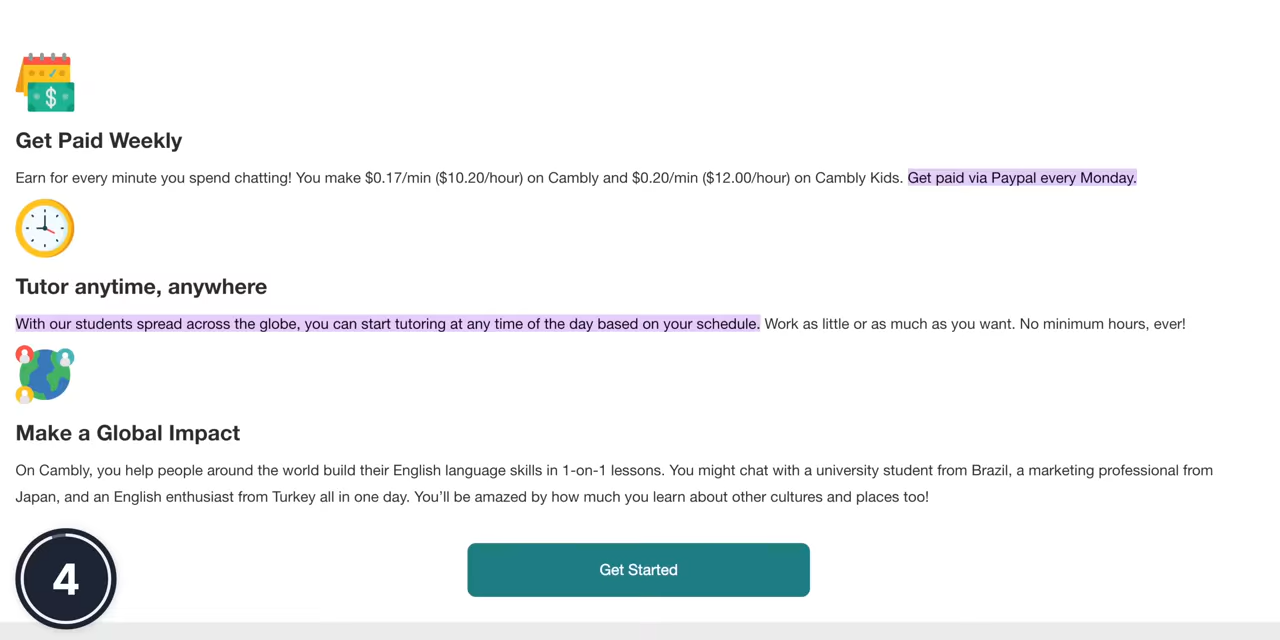 $
Get Paid Weekly
Earn for every minute you spend chatting! You make $0.17/min ($10.20/hour) on Cambly and $0.20/min ($12.00/hour) on Cambly Kids. Get paid via Paypal every Monday.
Tutor anytime, anywhere
With our students spread across the globe, you can start tutoring at any time of the day based on your schedule. Work as little or as much as you want. No minimum hours, ever!
Make a Global Impact
On Cambly, you help people around the world build their English language skills in 1-on-1 lessons. You might chat with a university student from Brazil, a marketing professional from
Japan, and an English enthusiast from Turkey all in one day. You’ll be amazed by how much you learn about other cultures and places too!
Get Started
4